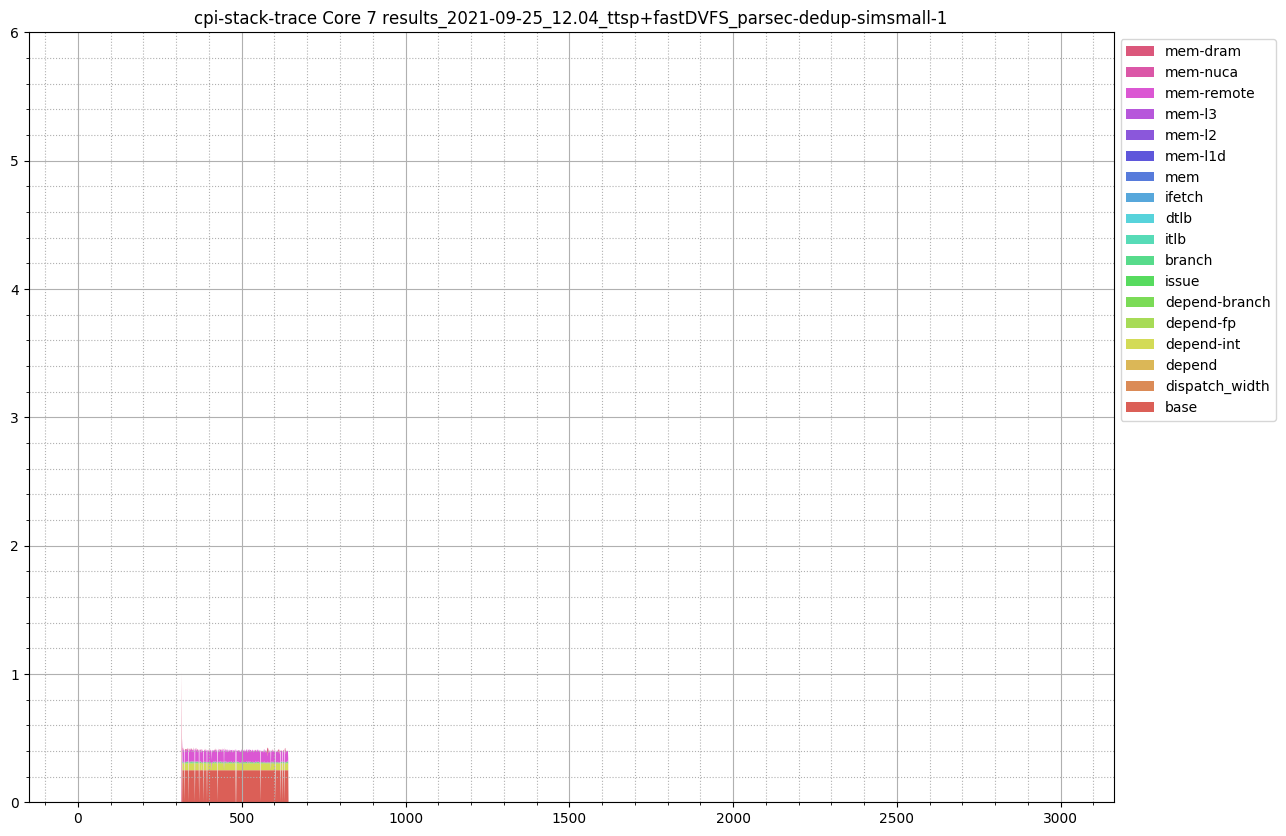 cpi-stack-trace Core 7 results_2021-09-25_12.04_ttsp+fastDVFS_parsec-dedup-simsmall-1
6
5
4
3
2
1
0
0 500 1000 1500 2000 2500 3000
mem-dram
mem-nuca
mem-remote
mem-l3
mem-l2
mem-l1d
mem
ifetch
dtlb
itlb
branch
issue
depend-branch
depend-fp
depend-int
depend
dispatch_width
base